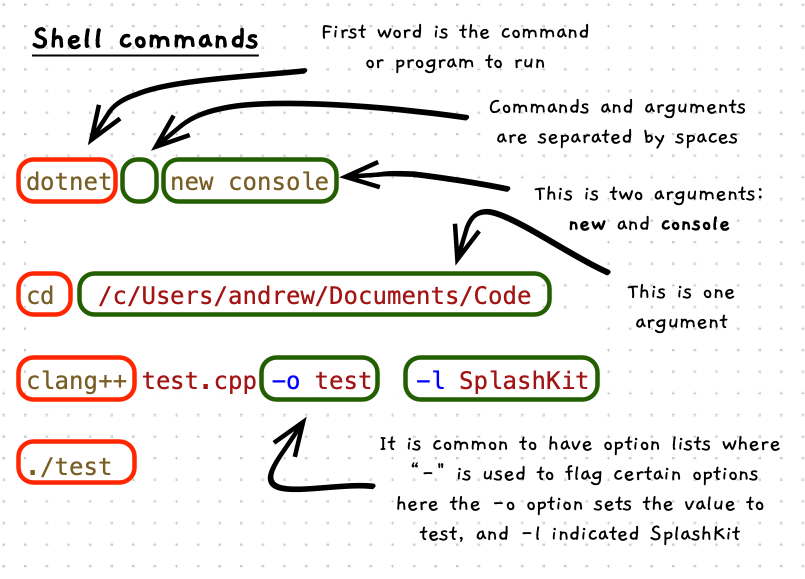 Shell commands
First word is the command
or program to run
Commands and arguments
are separated by spaces
dotnet new console
This is two arguments:
new and console
cd /c/Users/andrew/Documents/Code
This is one
argument
clang++ test.cpp -o test -l SplashKit
./test
It is common to have option lists where
“-" is used to flag certain options
here the -o option sets the value to
test, and -l indicated SplashKit